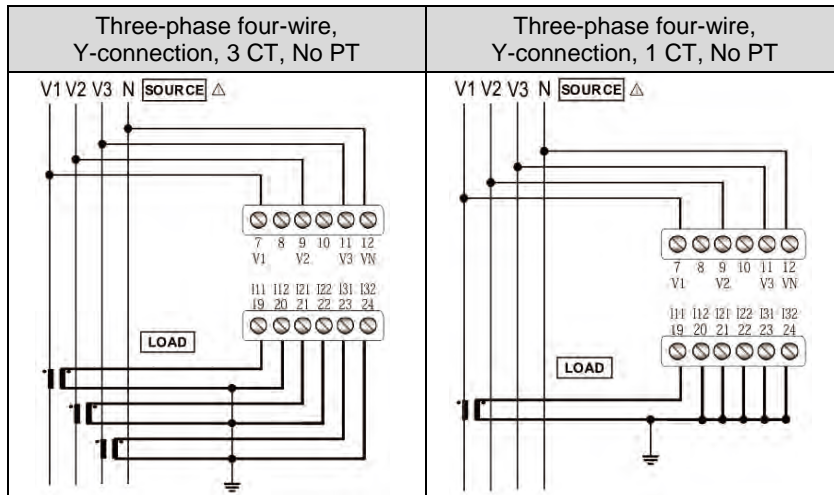 Three-phase four-wire,
Y-connection, 3 CT, No PT
V1 V2 V3 N SOURCE ⚠
7 8 9 10 11 12
V1 V2 V3 VN
I11 I12 I21 I22 I31 I32
19 20 21 22 23 24
LOAD
Three-phase four-wire,
Y-connection, 1 CT, No PT
V1 V2 V3 N SOURCE ⚠
7 8 9 10 11 12
V1 V2 V3 VN
I11 I12 I21 I22 I31 I32
19 20 21 22 23 24
LOAD